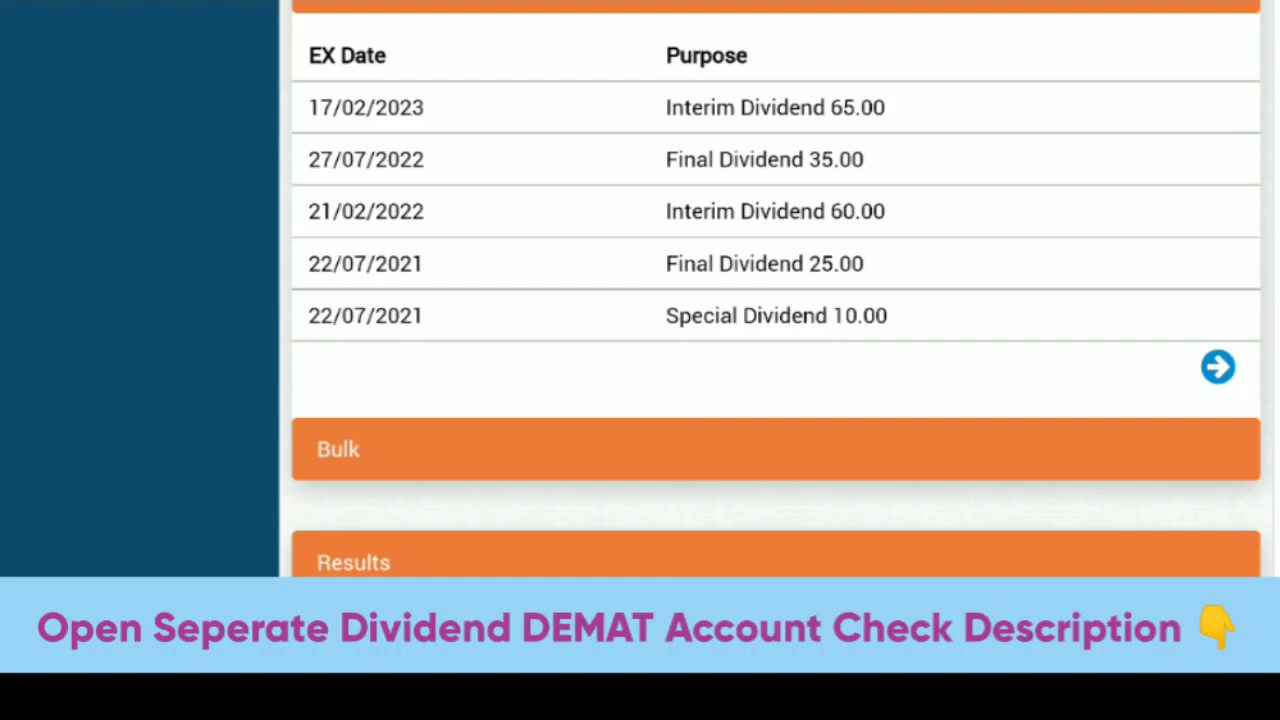 EX Date Purpose
17/02/2023 Interim Dividend 65.00
27/07/2022 Final Dividend 35.00
21/02/2022 Interim Dividend 60.00
22/07/2021 Final Dividend 25.00
22/07/2021 Special Dividend 10.00
Bulk
Results
Open Seperate Dividend DEMAT Account Check Description 👇